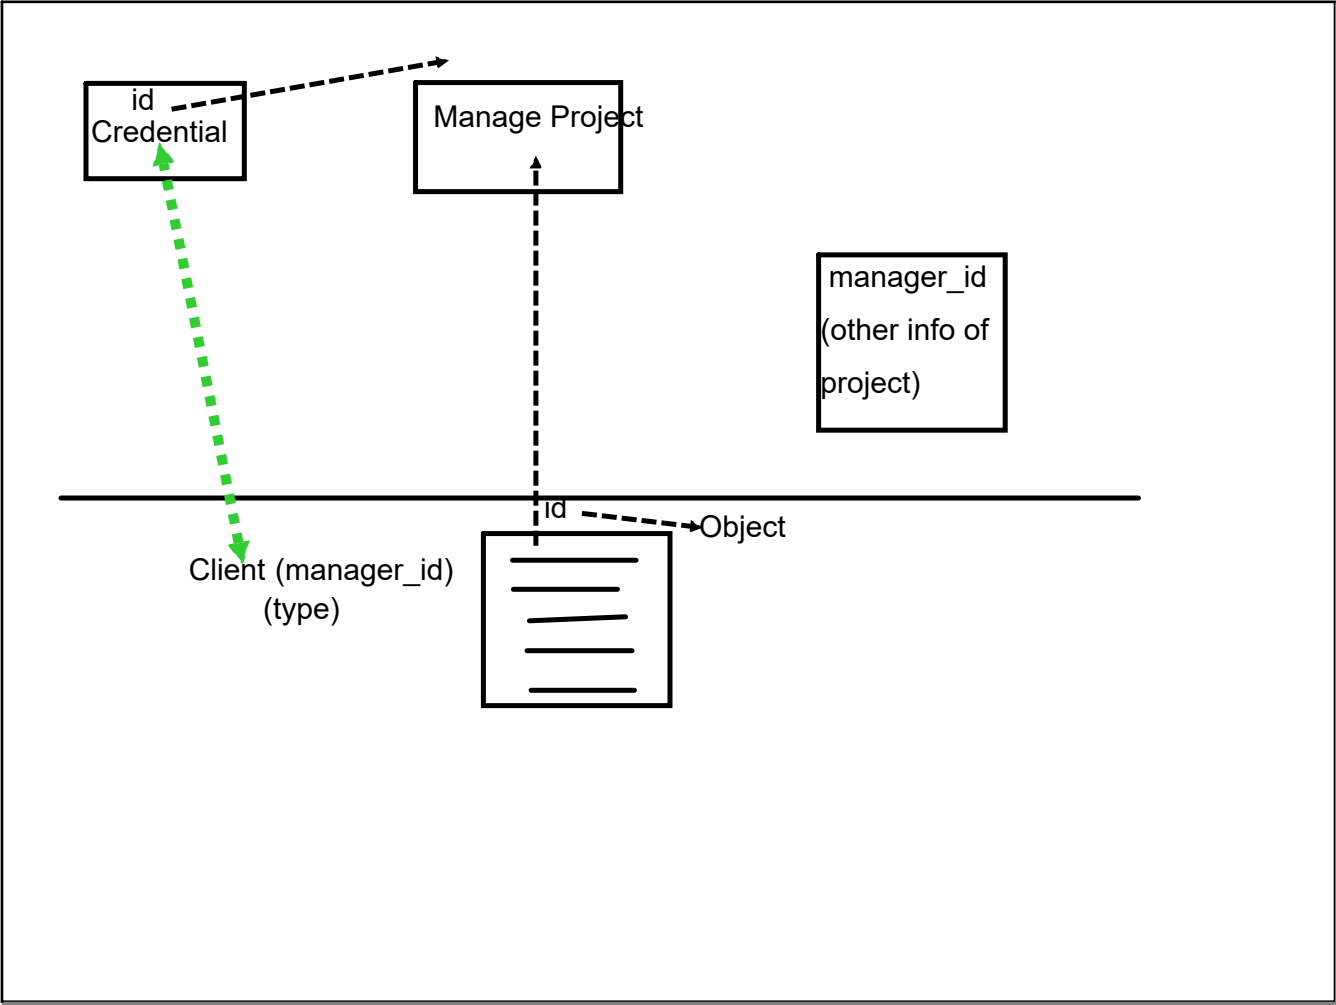 id
Credential
Manage Project
manager_id
(other info of
project)
id
Object
Client (manager_id)
(type)